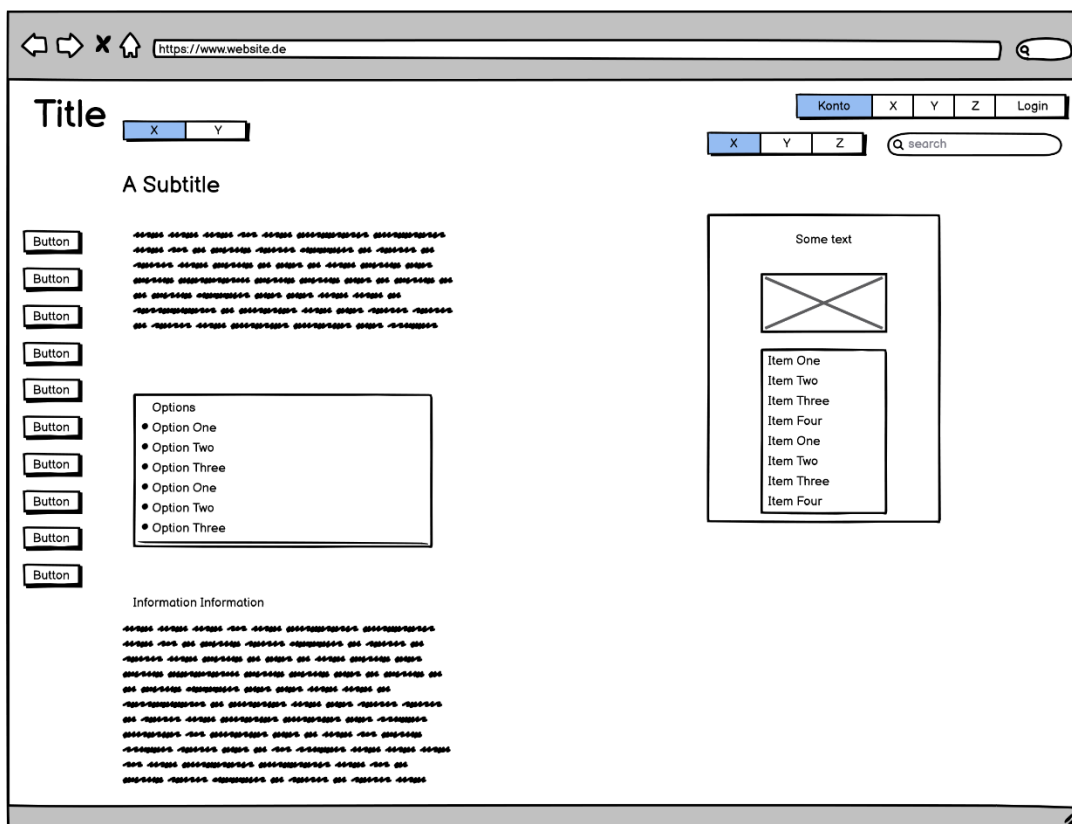 https://www.website.de
Title
Konto X Y Z Login
X Y
X Y Z
search
A Subtitle
Button
Button
Button
Button
Button
Button
Button
Button
Button
Button
Options
Option One
Option Two
Option Three
Option One
Option Two
Option Three
Information Information
Some text
Item One
Item Two
Item Three
Item Four
Item One
Item Two
Item Three
Item Four